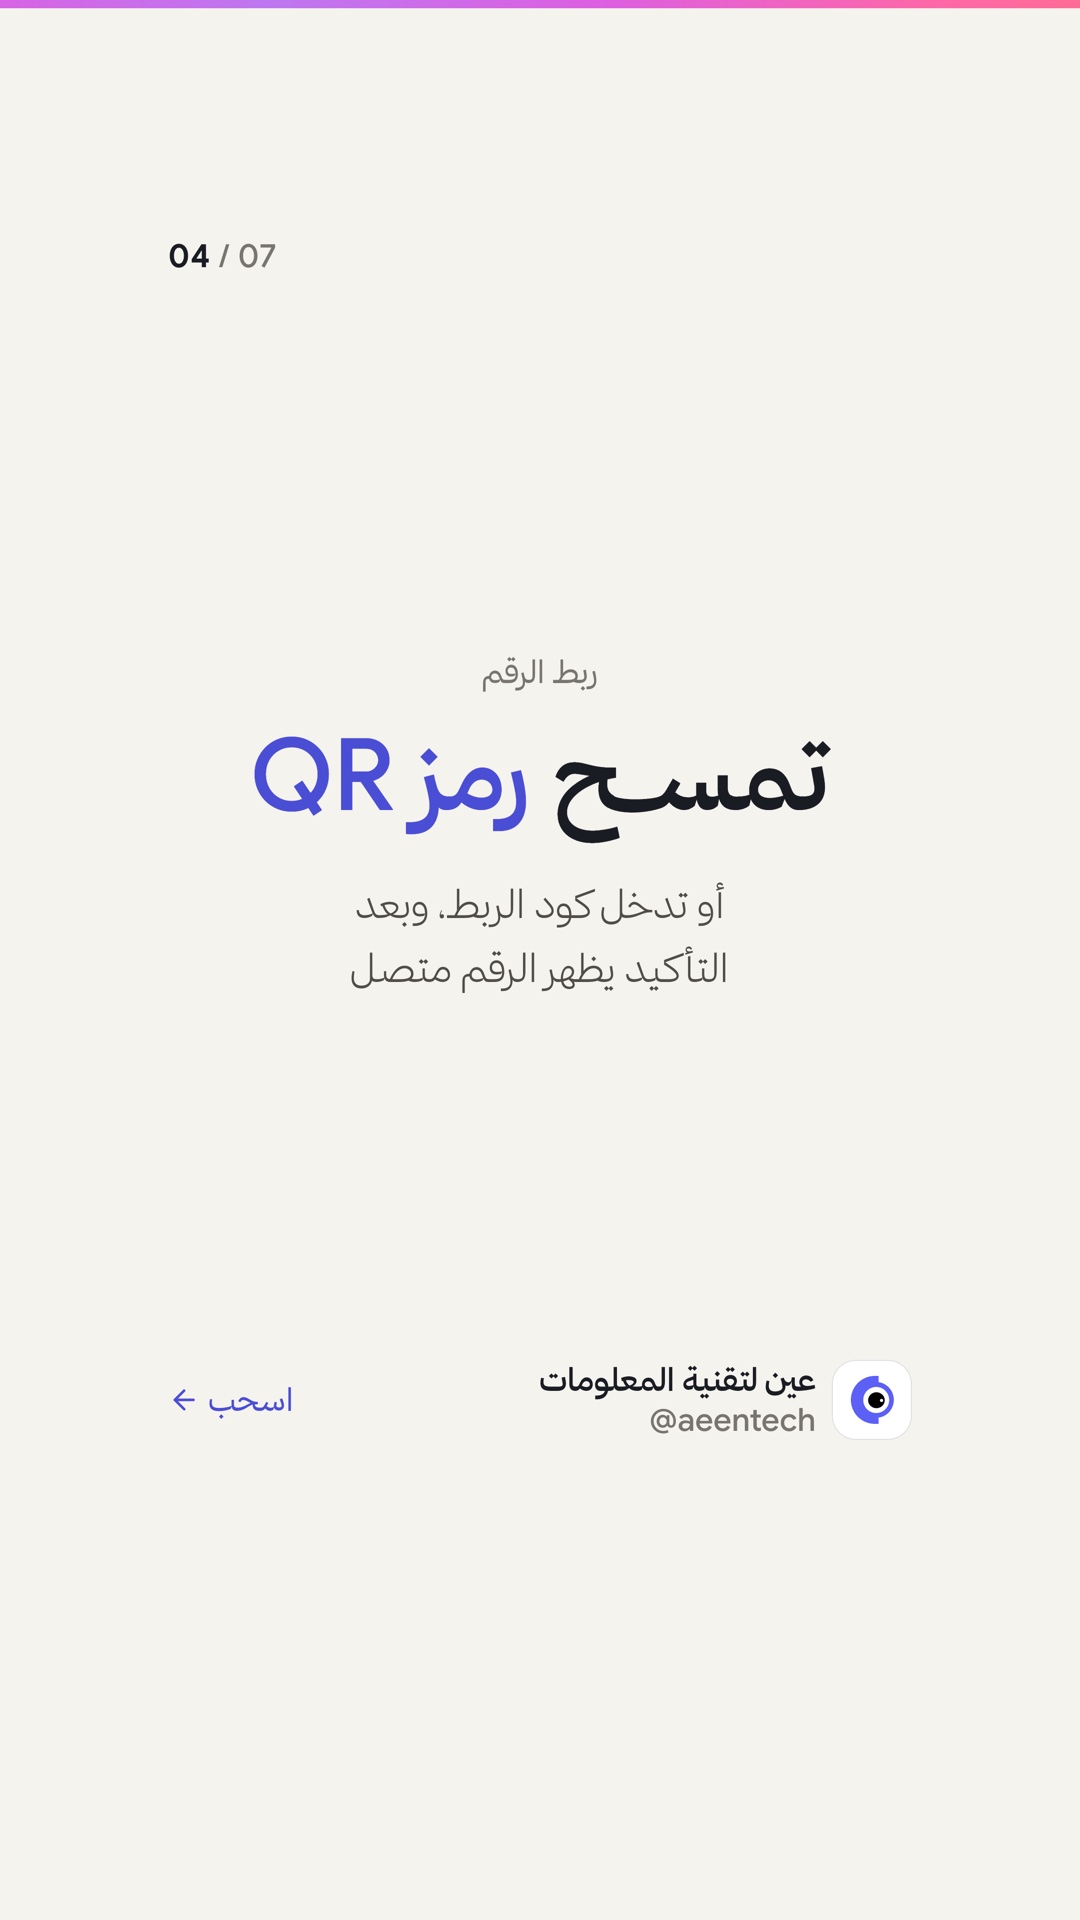 04 / 07
ربط الرقم
تمسح رمز QR
أو تدخل كود الربط، وبعد
التأكيد يظهر الرقم متصل
عين لتقنية المعلومات
@aeentech
اسحب ←